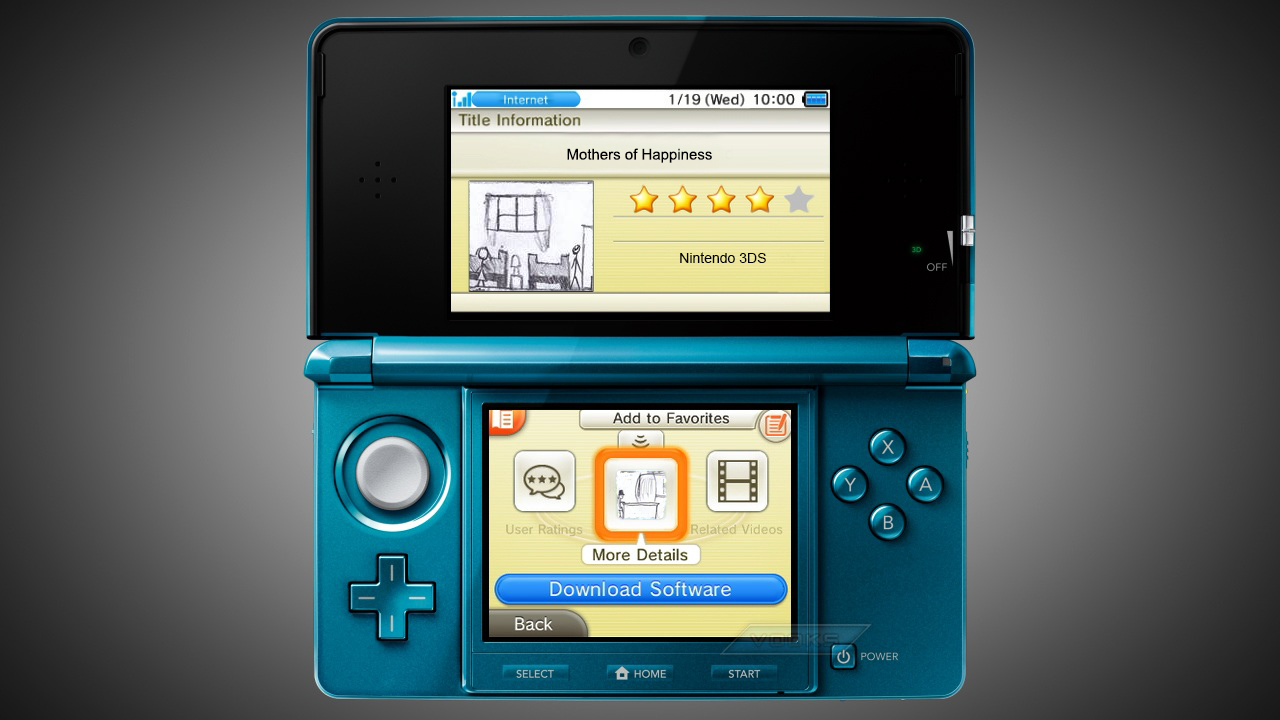 Internet 1/19 (Wed) 10:00
Title Information
Mothers of Happiness
Nintendo 3DS
3D
OFF
Add to Favorites
User Ratings
Related Videos
More Details
Download Software
Back
X
Y A
B
SELECT HOME START
POWER